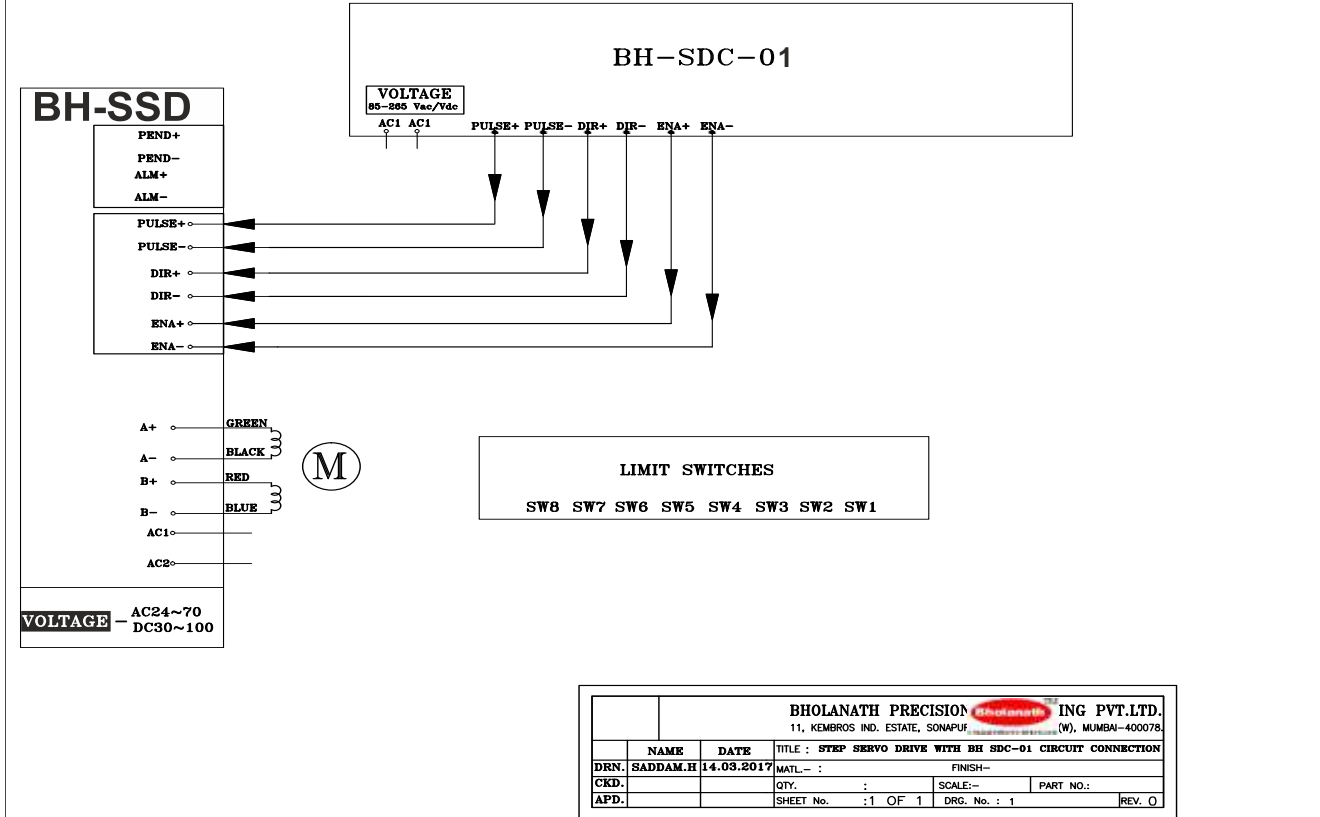 BH-SDC-01
VOLTAGE
85-265 Vac/Vdc
AC1 AC1 PULSE+ PULSE- DIR+ DIR- ENA+ ENA-
BH-SSD
PEND+
PEND-
ALM+
ALM-
PULSE+
PULSE-
DIR+
DIR-
ENA+
ENA-
A+ GREEN
A- BLACK
B+ RED
B- BLUE
M
AC1
AC2
VOLTAGE - AC24~70
DC30~100
LIMIT SWITCHES
SW8 SW7 SW6 SW5 SW4 SW3 SW2 SW1
BHOLANATH PRECISION Bholanath ING PVT.LTD.
11, KEMBROS IND. ESTATE, (W), MUMBAI-400078.
NAME DATE TITLE : STEP SERVO DRIVE WITH BH SDC-01 CIRCUIT CONNECTION
DRN. SADDAM.H 14.03.2017 MATL.- : FINISH-
CKD. QTY. : SCALE:- PART NO.:
APD. SHEET No. :1 OF 1 DRG. No. : 1 REV. O